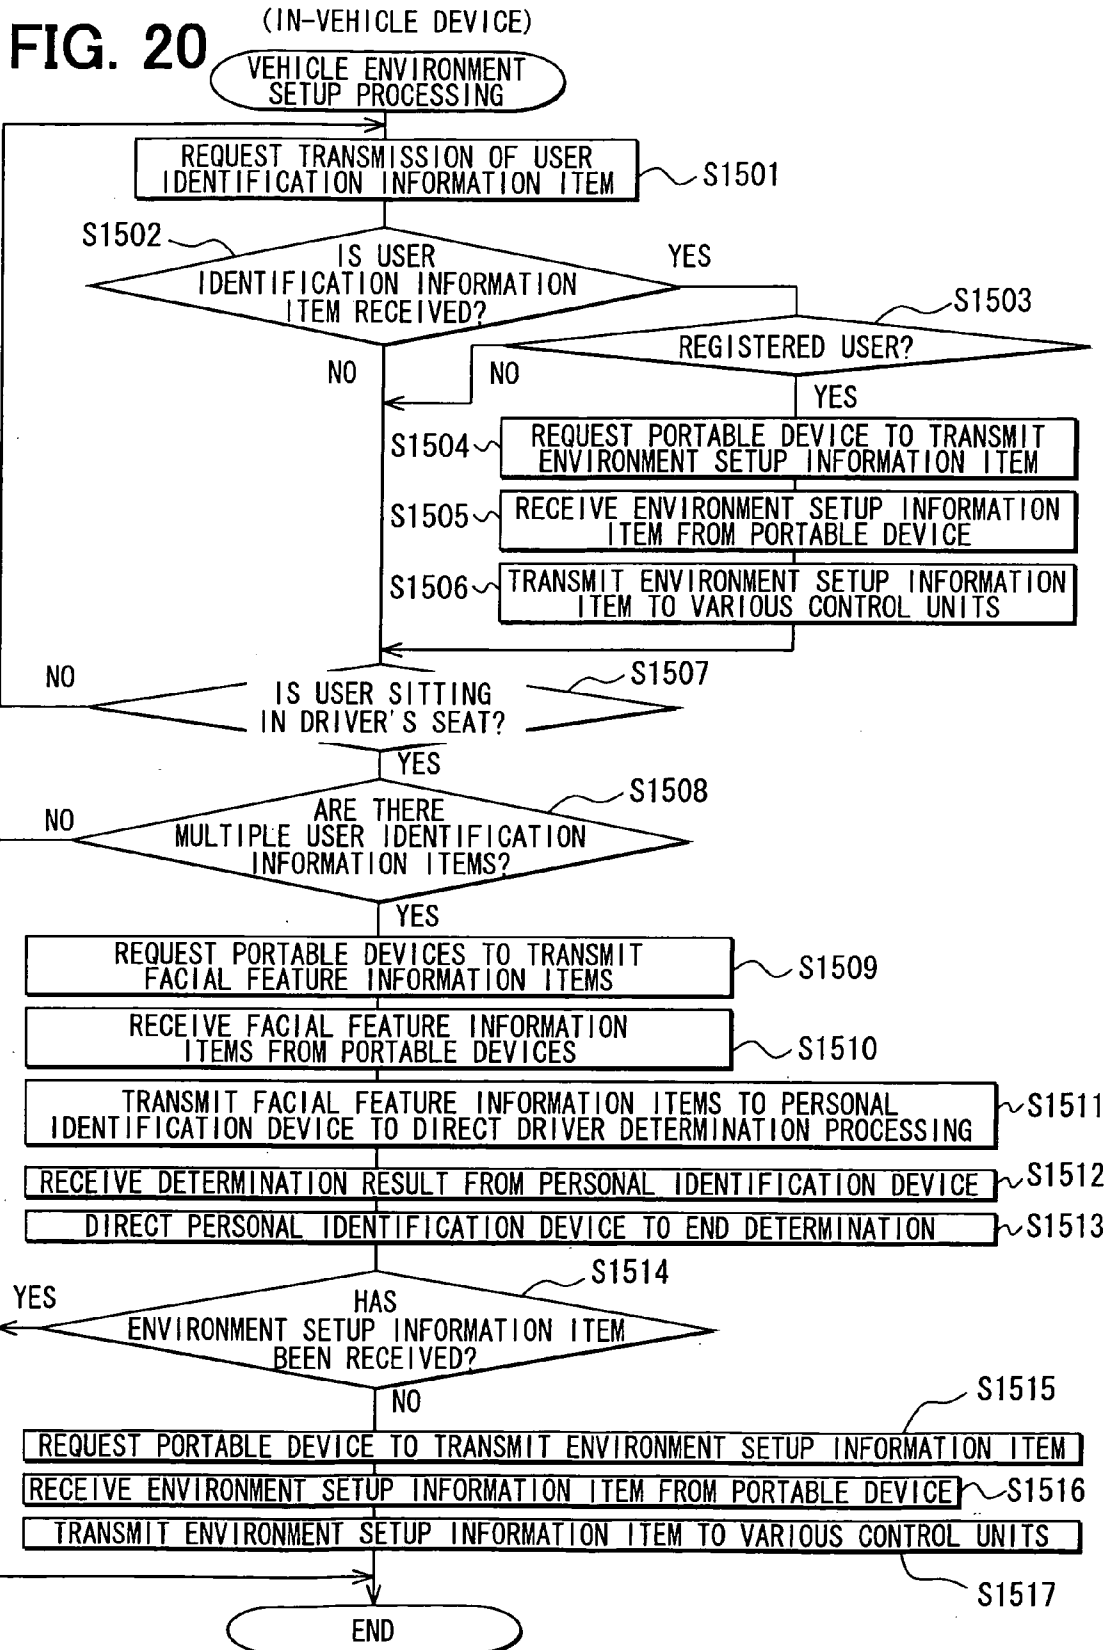 (IN-VEHICLE DEVICE)
FIG. 20
VEHICLE ENVIRONMENT
SETUP PROCESSING
REQUEST TRANSMISSION OF USER
IDENTIFICATION INFORMATION ITEM
S1501
S1502
IS USER
IDENTIFICATION INFORMATION
ITEM RECEIVED?
YES
NO
S1503
REGISTERED USER?
NO
YES
S1504
REQUEST PORTABLE DEVICE TO TRANSMIT
ENVIRONMENT SETUP INFORMATION ITEM
S1505
RECEIVE ENVIRONMENT SETUP INFORMATION
ITEM FROM PORTABLE DEVICE
S1506
TRANSMIT ENVIRONMENT SETUP INFORMATION
ITEM TO VARIOUS CONTROL UNITS
NO
S1507
IS USER SITTING
IN DRIVER'S SEAT?
YES
S1508
NO
ARE THERE
MULTIPLE USER IDENTIFICATION
INFORMATION ITEMS?
YES
REQUEST PORTABLE DEVICES TO TRANSMIT
FACIAL FEATURE INFORMATION ITEMS
S1509
RECEIVE FACIAL FEATURE INFORMATION
ITEMS FROM PORTABLE DEVICES
S1510
TRANSMIT FACIAL FEATURE INFORMATION ITEMS TO PERSONAL
IDENTIFICATION DEVICE TO DIRECT DRIVER DETERMINATION PROCESSING
S1511
RECEIVE DETERMINATION RESULT FROM PERSONAL IDENTIFICATION DEVICE
S1512
DIRECT PERSONAL IDENTIFICATION DEVICE TO END DETERMINATION
S1513
S1514
YES
HAS
ENVIRONMENT SETUP INFORMATION ITEM
BEEN RECEIVED?
NO
S1515
REQUEST PORTABLE DEVICE TO TRANSMIT ENVIRONMENT SETUP INFORMATION ITEM
RECEIVE ENVIRONMENT SETUP INFORMATION ITEM FROM PORTABLE DEVICE
S1516
TRANSMIT ENVIRONMENT SETUP INFORMATION ITEM TO VARIOUS CONTROL UNITS
S1517
END